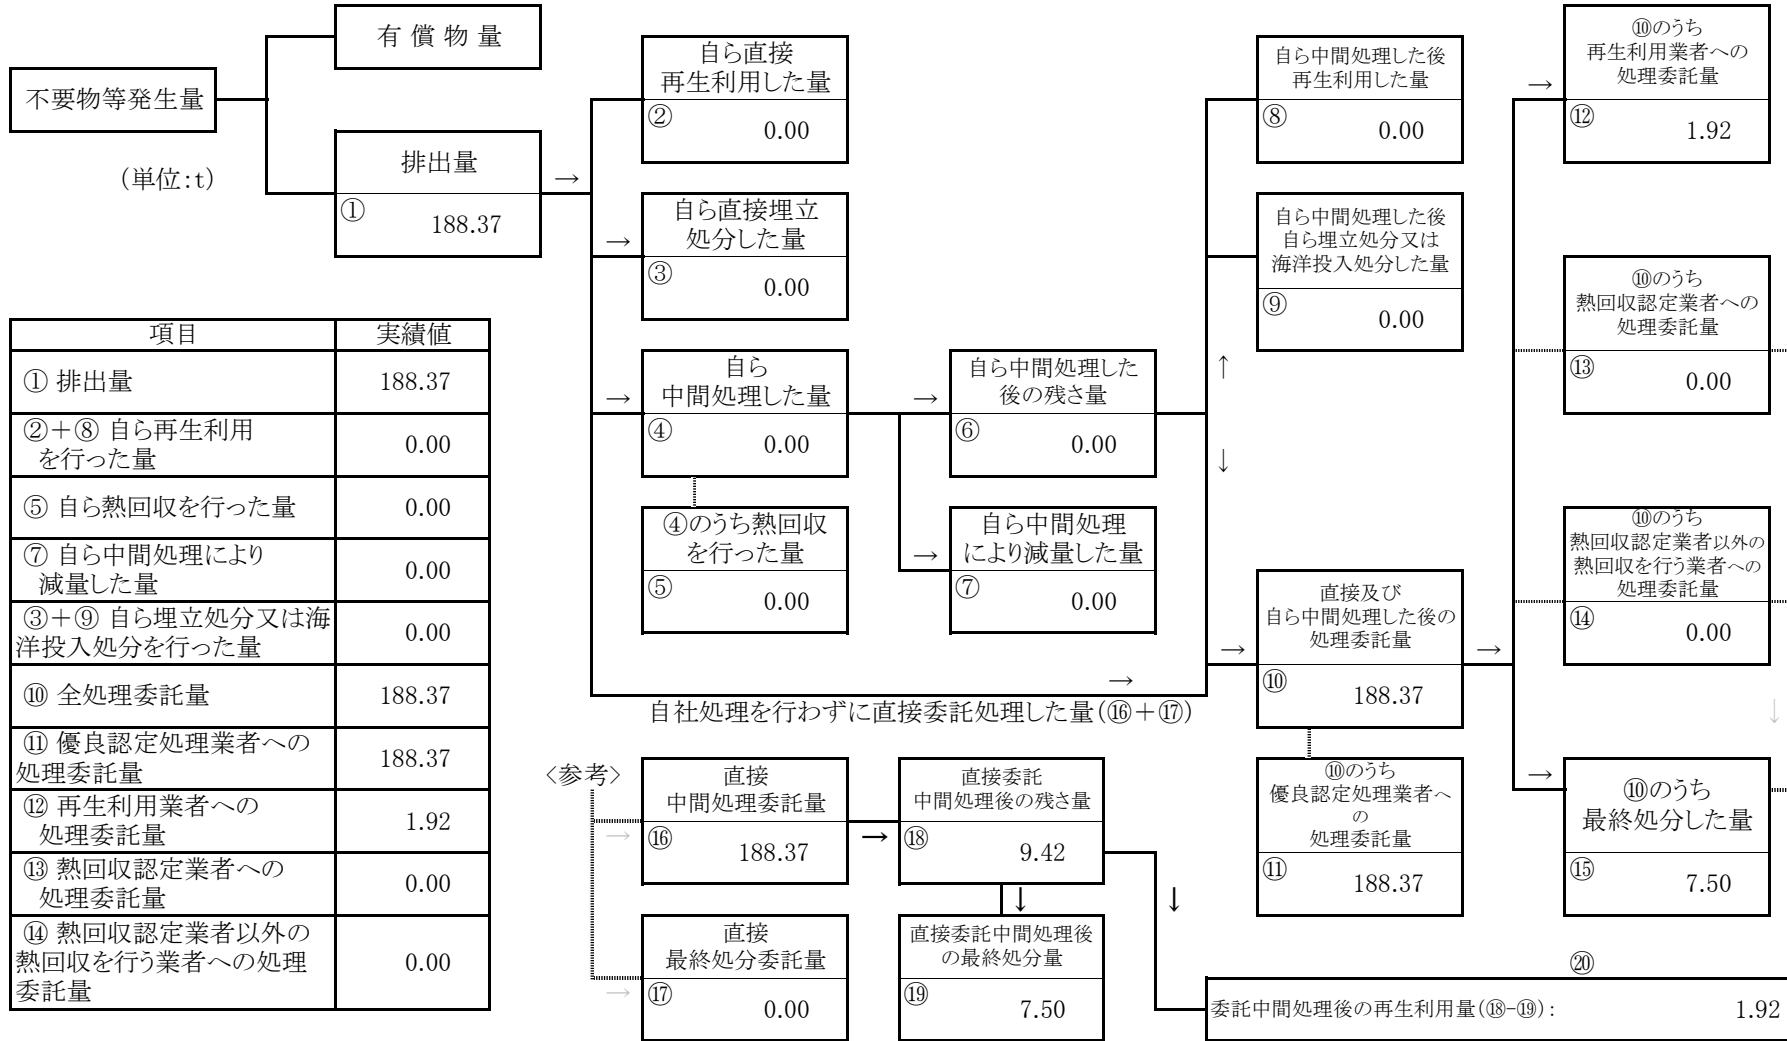 有償物量
不要物等発生量
(単位:t)
排出量
→
①
188.37
自ら直接
再生利用した量
②
0.00
→
自ら直接埋立
処分した量
③
0.00
→
自ら
中間処理した量
④
0.00
④のうち熱回収
を行った量
⑤
0.00
→
自ら中間処理した
後の残さ量
⑥
0.00
→
自ら中間処理
により減量した量
⑦
0.00
↑
↓
自ら中間処理した後
再生利用した量
⑧
0.00
自ら中間処理した後
自ら埋立処分又は
海洋投入処分した量
⑨
0.00
→
自社処理を行わずに直接委託処理した量(⑯+⑰)
→
直接及び
自ら中間処理した後の
処理委託量
⑩
188.37
→
⑩のうち
優良認定処理業者へ
の
処理委託量
⑪
188.37
→
⑩のうち
再生利用業者への
処理委託量
⑫
1.92
⑩のうち
熱回収認定業者への
処理委託量
⑬
0.00
⑩のうち
熱回収認定業者以外の
熱回収を行う業者への
処理委託量
⑭
0.00
↓
→
⑩のうち
最終処分した量
⑮
7.50
項目 実績値
① 排出量 188.37
②+⑧ 自ら再生利用
を行った量 0.00
⑤ 自ら熱回収を行った量 0.00
⑦ 自ら中間処理により
減量した量 0.00
③+⑨ 自ら埋立処分又は海
洋投入処分を行った量 0.00
⑩ 全処理委託量 188.37
⑪ 優良認定処理業者への
処理委託量 188.37
⑫ 再生利用業者への
処理委託量 1.92
⑬ 熱回収認定業者への
処理委託量 0.00
⑭ 熱回収認定業者以外の
熱回収を行う業者への処理
委託量 0.00
<参考>
→
直接
中間処理委託量
⑯
188.37
→
直接委託
中間処理後の残さ量
⑱
9.42
↓
↓
→
直接
最終処分委託量
⑰
0.00
直接委託中間処理後
の最終処分量
⑲
7.50
⑳
委託中間処理後の再生利用量(⑱-⑲): 1.92